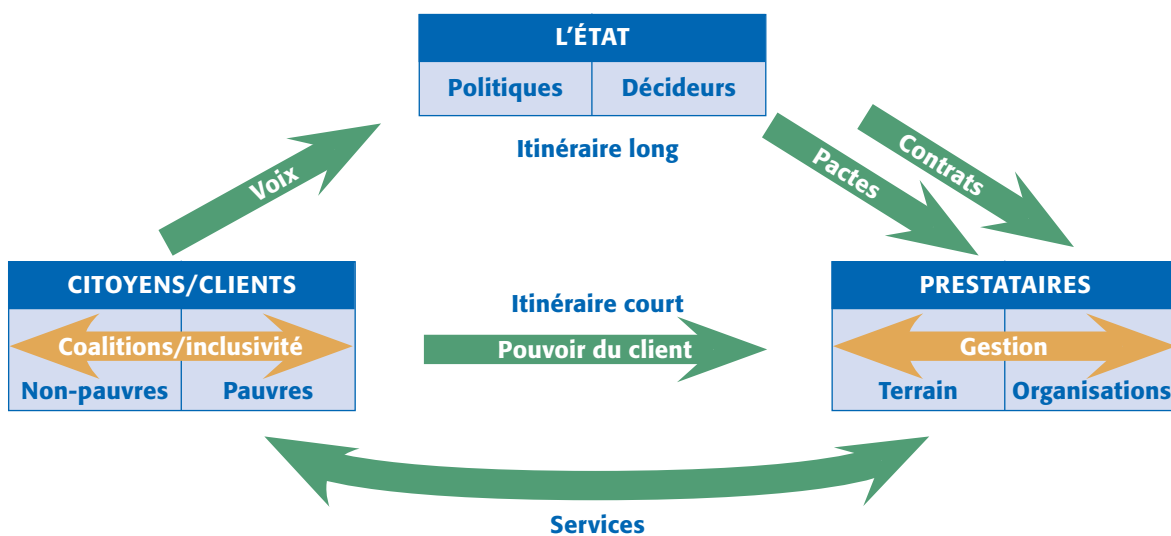 L'ÉTAT
Politiques
Décideurs
Itinéraire long
Voix
Pactes
Contrats
CITOYENS/CLIENTS
Coalitions/inclusivité
Non-pauvres
Pauvres
Itinéraire court
Pouvoir du client
PRESTATAIRES
Gestion
Terrain
Organisations
Services